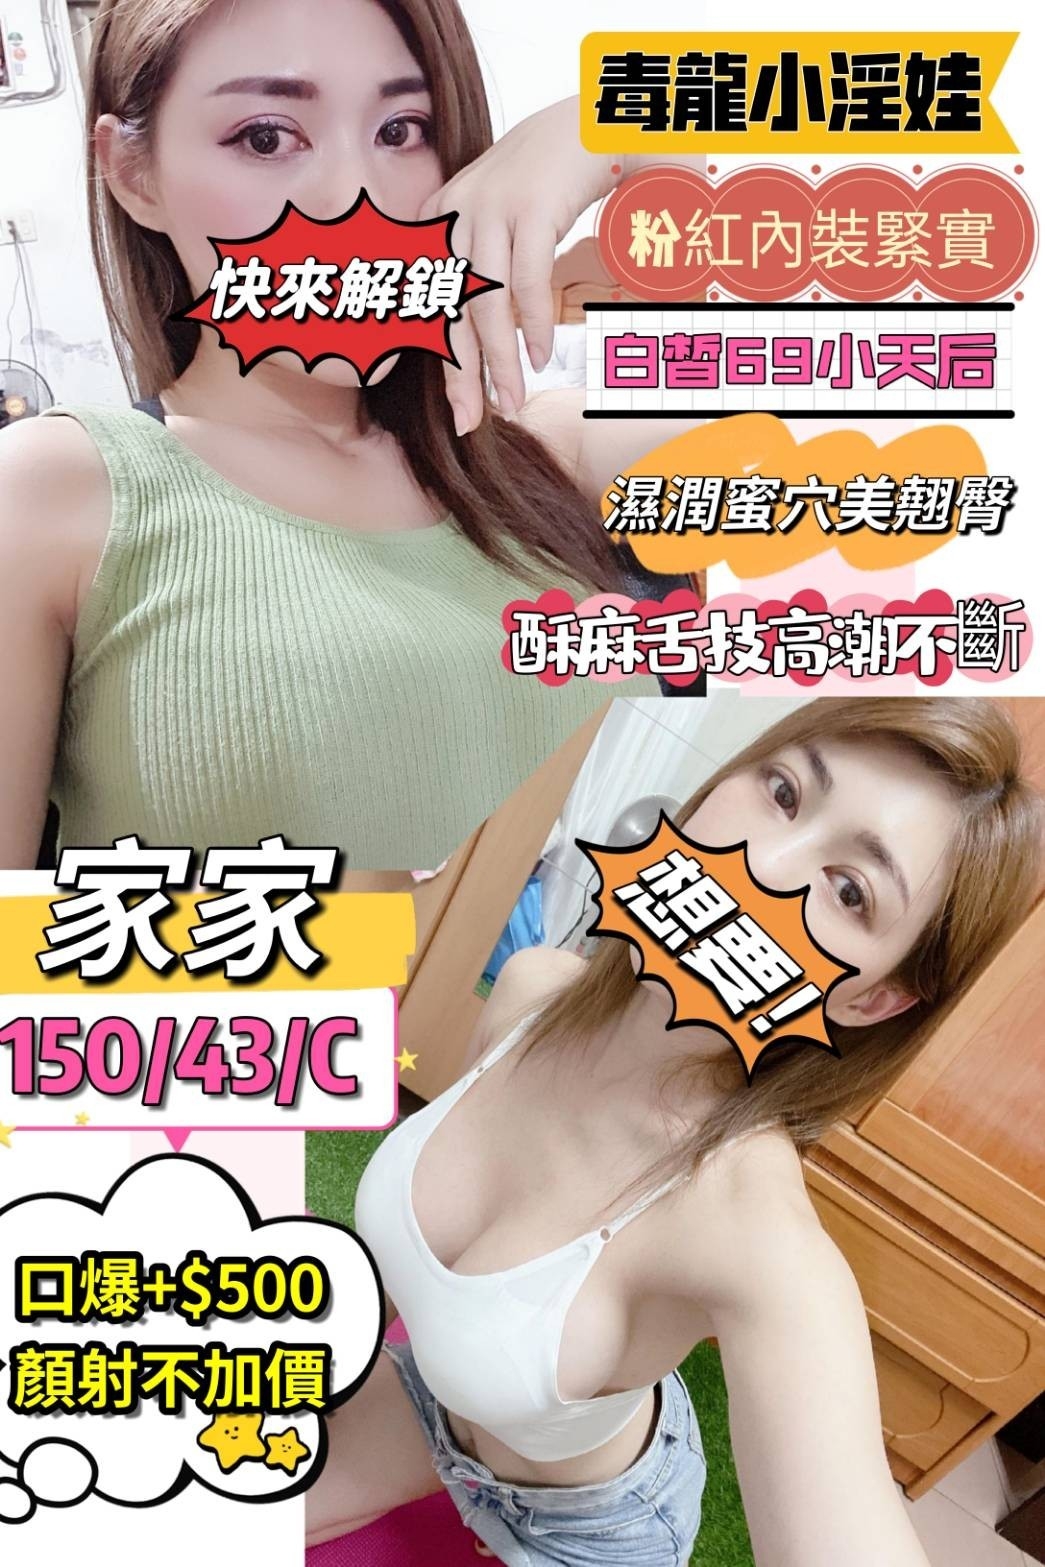 毒龍小淫娃
粉紅內裝緊實
快來解鎖
白皙69小天后
濕潤蜜穴美翹臀
酥麻舌技高潮不斷
想要!
家家
150/43/C
口爆+$500
顏射不加價